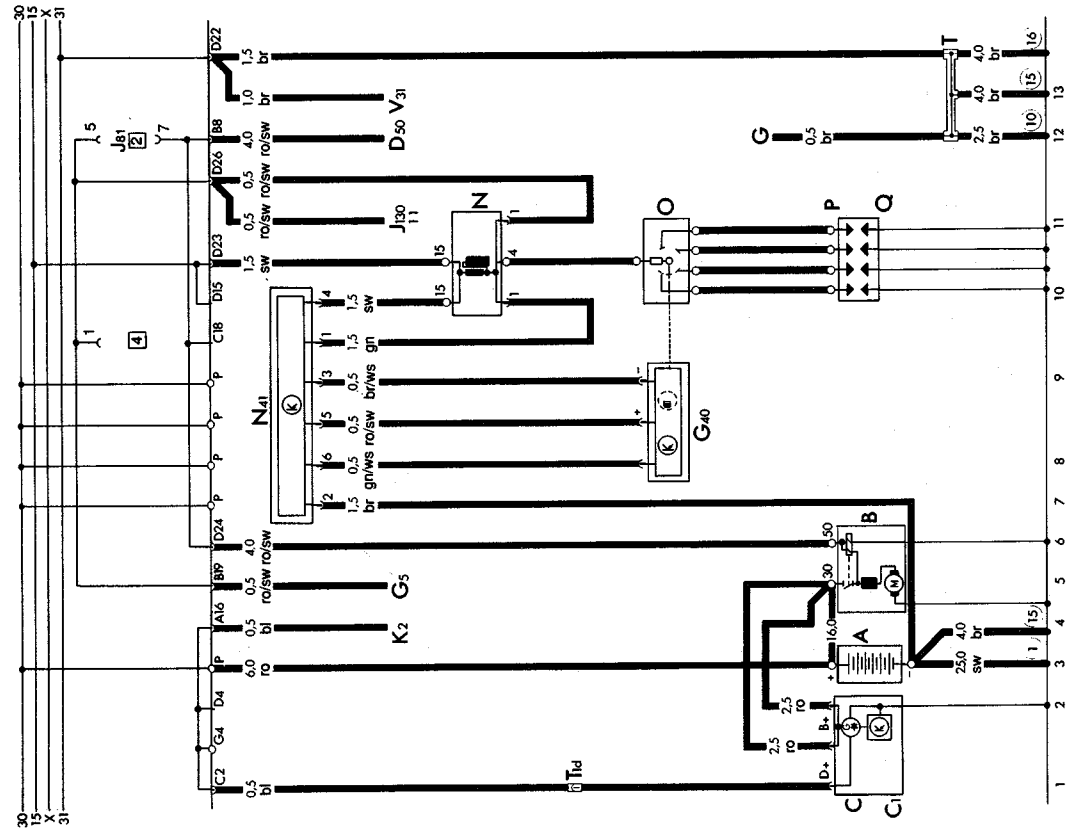 30
15
X
31
C2
G4
D4
P
A16
B19
D24
P
P
P
P
C18
D15
D23
D26
B8
D22
1
4
5
J81
2
7
0,5
bl
6,0
ro
0,5
bl
0,5
ro/sw
4,0
ro/sw
1,5
sw
0,5
ro/sw
0,5
ro/sw
4,0
ro/sw
1,0
br
1,5
br
K2
G5
J130
11
D50
V31
N41
K
2
6
5
3
1
4
1,5
br
0,5
gn/ws
0,5
ro/sw
0,5
br/ws
1,5
gn
1,5
sw
15
15
N
1
4
1
T1d
G40
K
+
−
O
P
Q
G
0,5
br
T
4,0
br
4,0
br
2,5
br
16
15
10
2,5
ro
2,5
ro
D+
B+
G
K
C
C1
+
−
A
16,0
30
50
B
M
25,0
sw
4,0
br
1
15
1
2
3
4
5
6
7
8
9
10
11
12
13
30
15
X
31